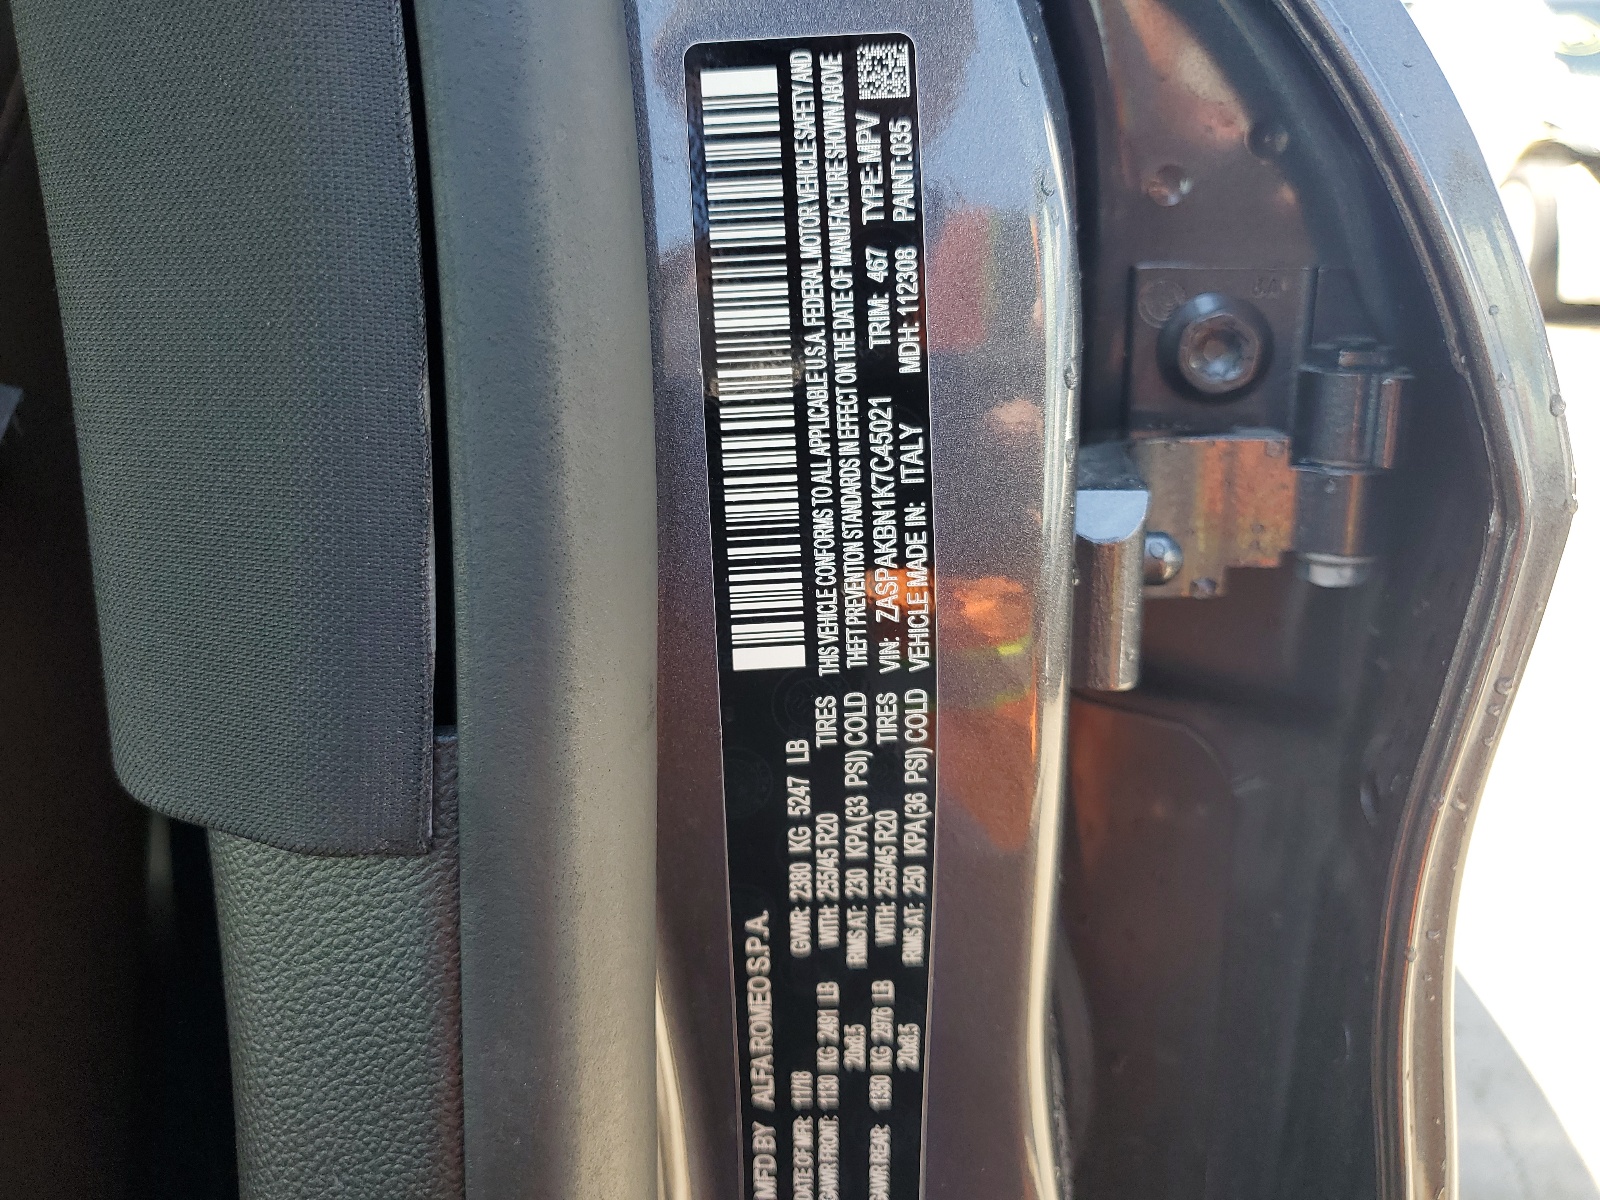 MFD BY ALFA ROMEO S.P.A.
DATE OF MFR: 11/18 GVWR: 2380 KG 5247 LB
GAWR FRONT: 1130 KG 2491 LB WITH: 255/45 R20 TIRES
20x8.5 RIMS AT: 230 KPA(33 PSI) COLD
GAWR REAR: 1350 KG 2976 LB WITH: 255/45 R20 TIRES
20x8.5 RIMS AT: 250 KPA(36 PSI) COLD
THIS VEHICLE CONFORMS TO ALL APPLICABLE U.S.A. FEDERAL MOTOR VEHICLE SAFETY AND
THEFT PREVENTION STANDARDS IN EFFECT ON THE DATE OF MANUFACTURE SHOWN ABOVE
VIN: ZASPAKBN1K7C45021 TRIM: 467 TYPE:MPV
VEHICLE MADE IN: ITALY MDH: 112308 PAINT:035